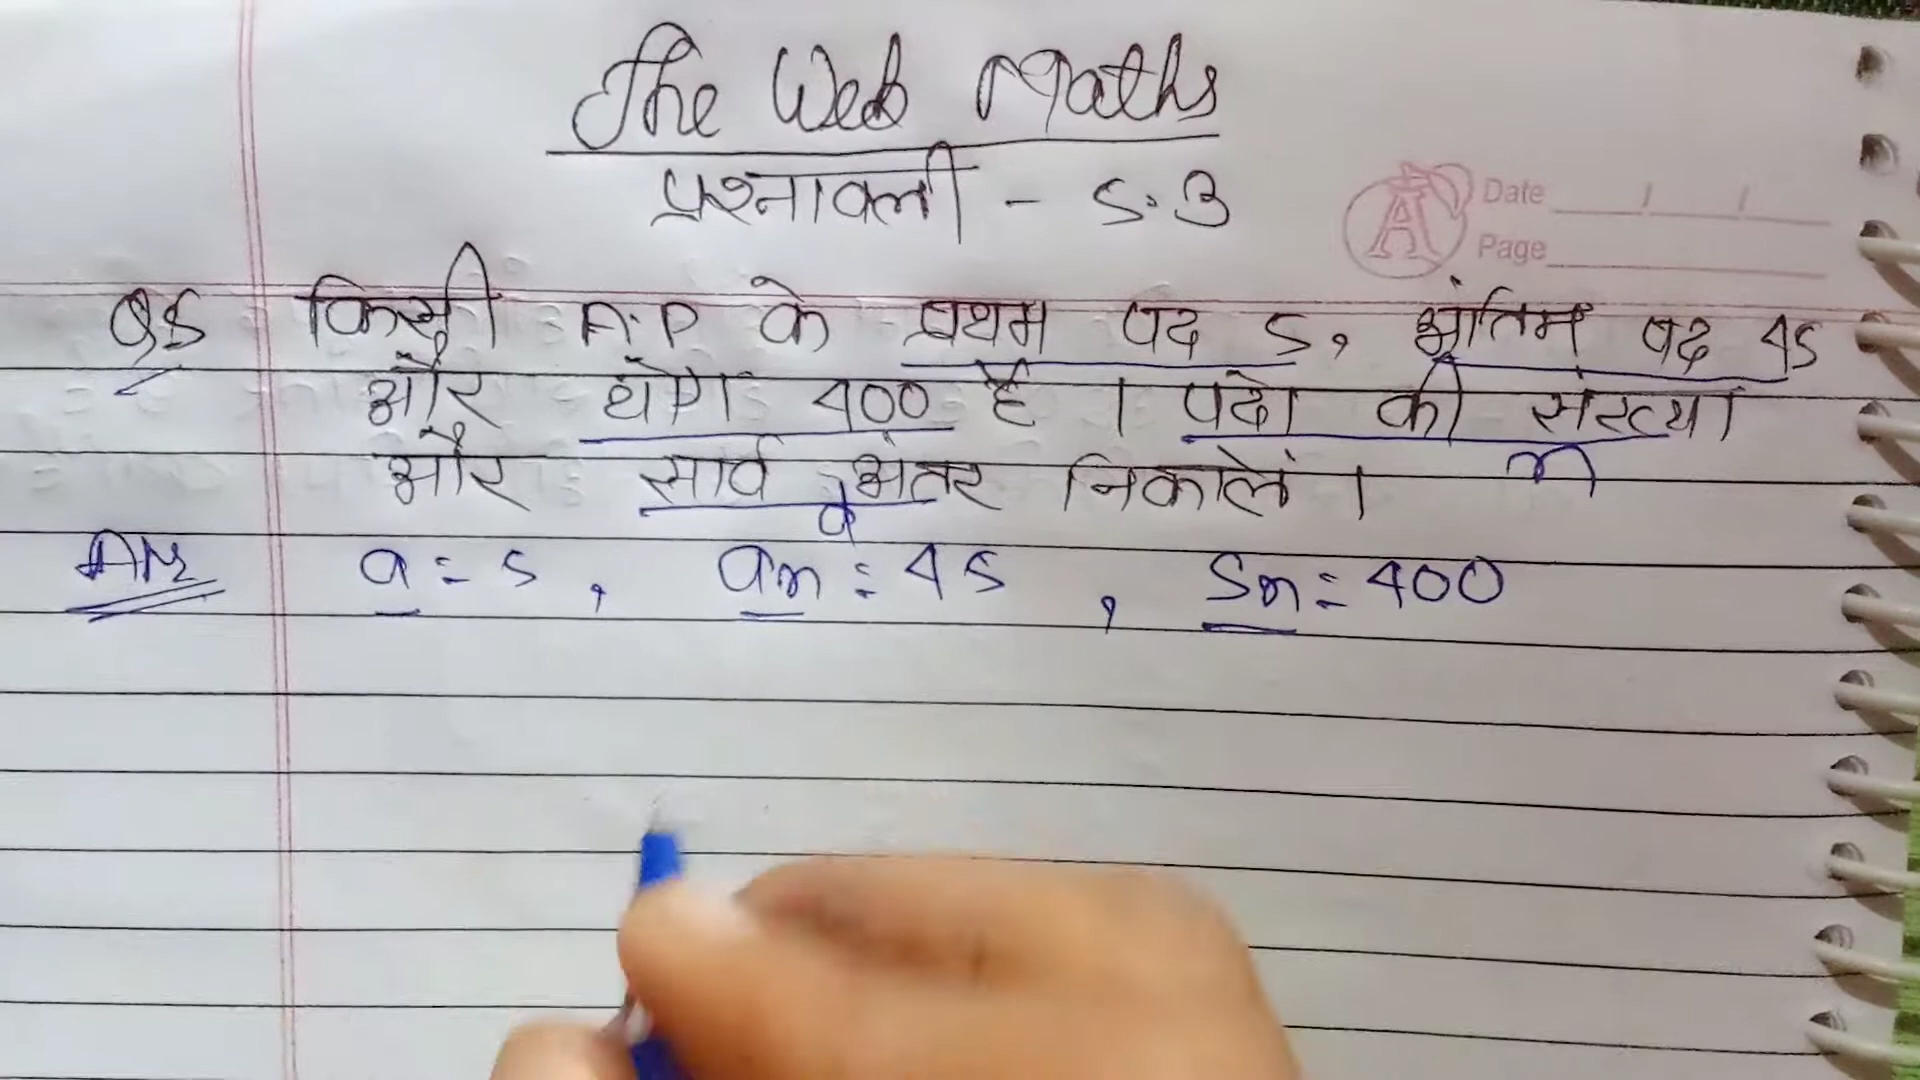 The Web Maths
प्रश्नावली - 5.3
A Date / /
Page
Q5 किसी A.P के प्रथम पद 5, अंतिम पद 45
और योग 400 है । पदो की संख्या
और सार्व अंतर निकालें । n
d
Ans a = 5 , an = 45 , Sn = 400